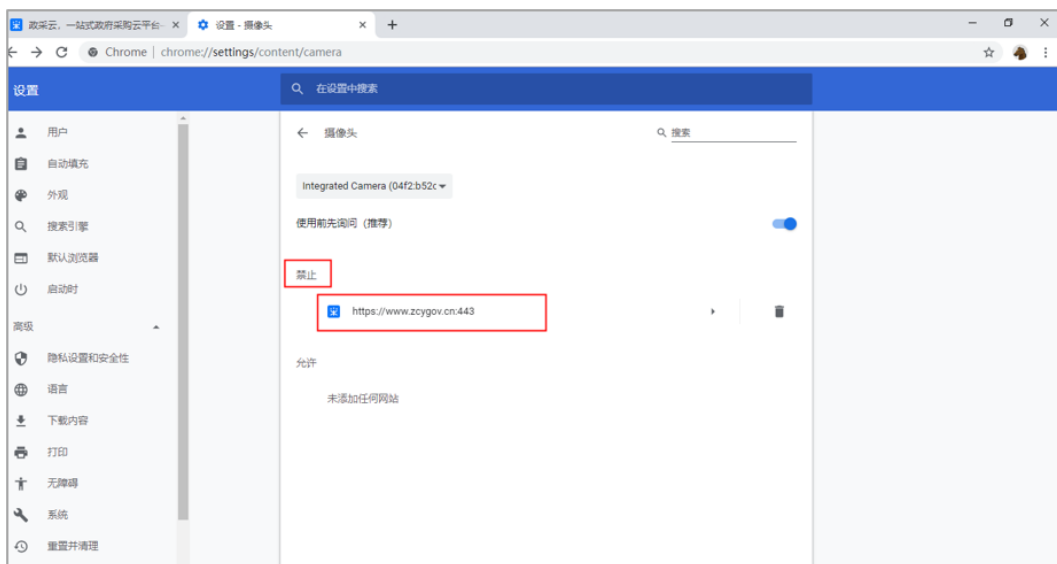 政采云，一站式政府采购云平台-
设置 - 摄像头
Chrome | chrome://settings/content/camera
设置
在设置中搜索
用户
自动填充
外观
搜索引擎
默认浏览器
启动时
高级
隐私设置和安全性
语言
下载内容
打印
无障碍
系统
重置并清理
摄像头
搜索
Integrated Camera (04f2:b52c
使用前先询问（推荐）
禁止
https://www.zcygov.cn:443
允许
未添加任何网站